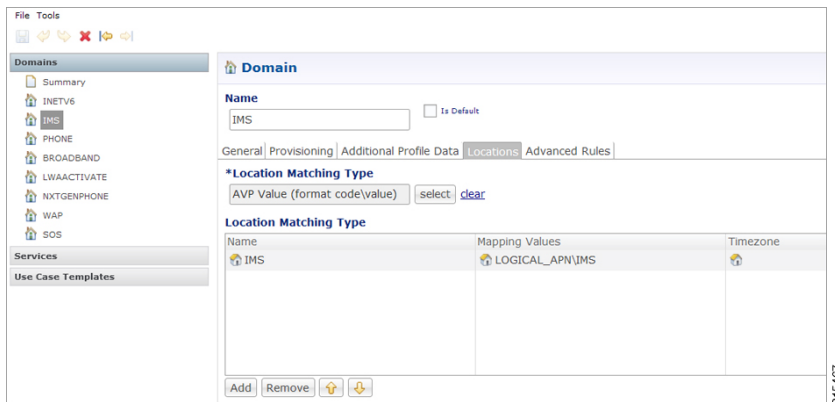 File Tools
Domains
Summary
INETV6
IMS
PHONE
BROADBAND
LWAACTIVATE
NXTGENPHONE
WAP
SOS
Services
Use Case Templates
Domain
Name
IMS
Is Default
General Provisioning Additional Profile Data Locations Advanced Rules
*Location Matching Type
AVP Value (format code\value) select clear
Location Matching Type
Name Mapping Values Timezone
IMS LOGICAL_APN\IMS
Add Remove